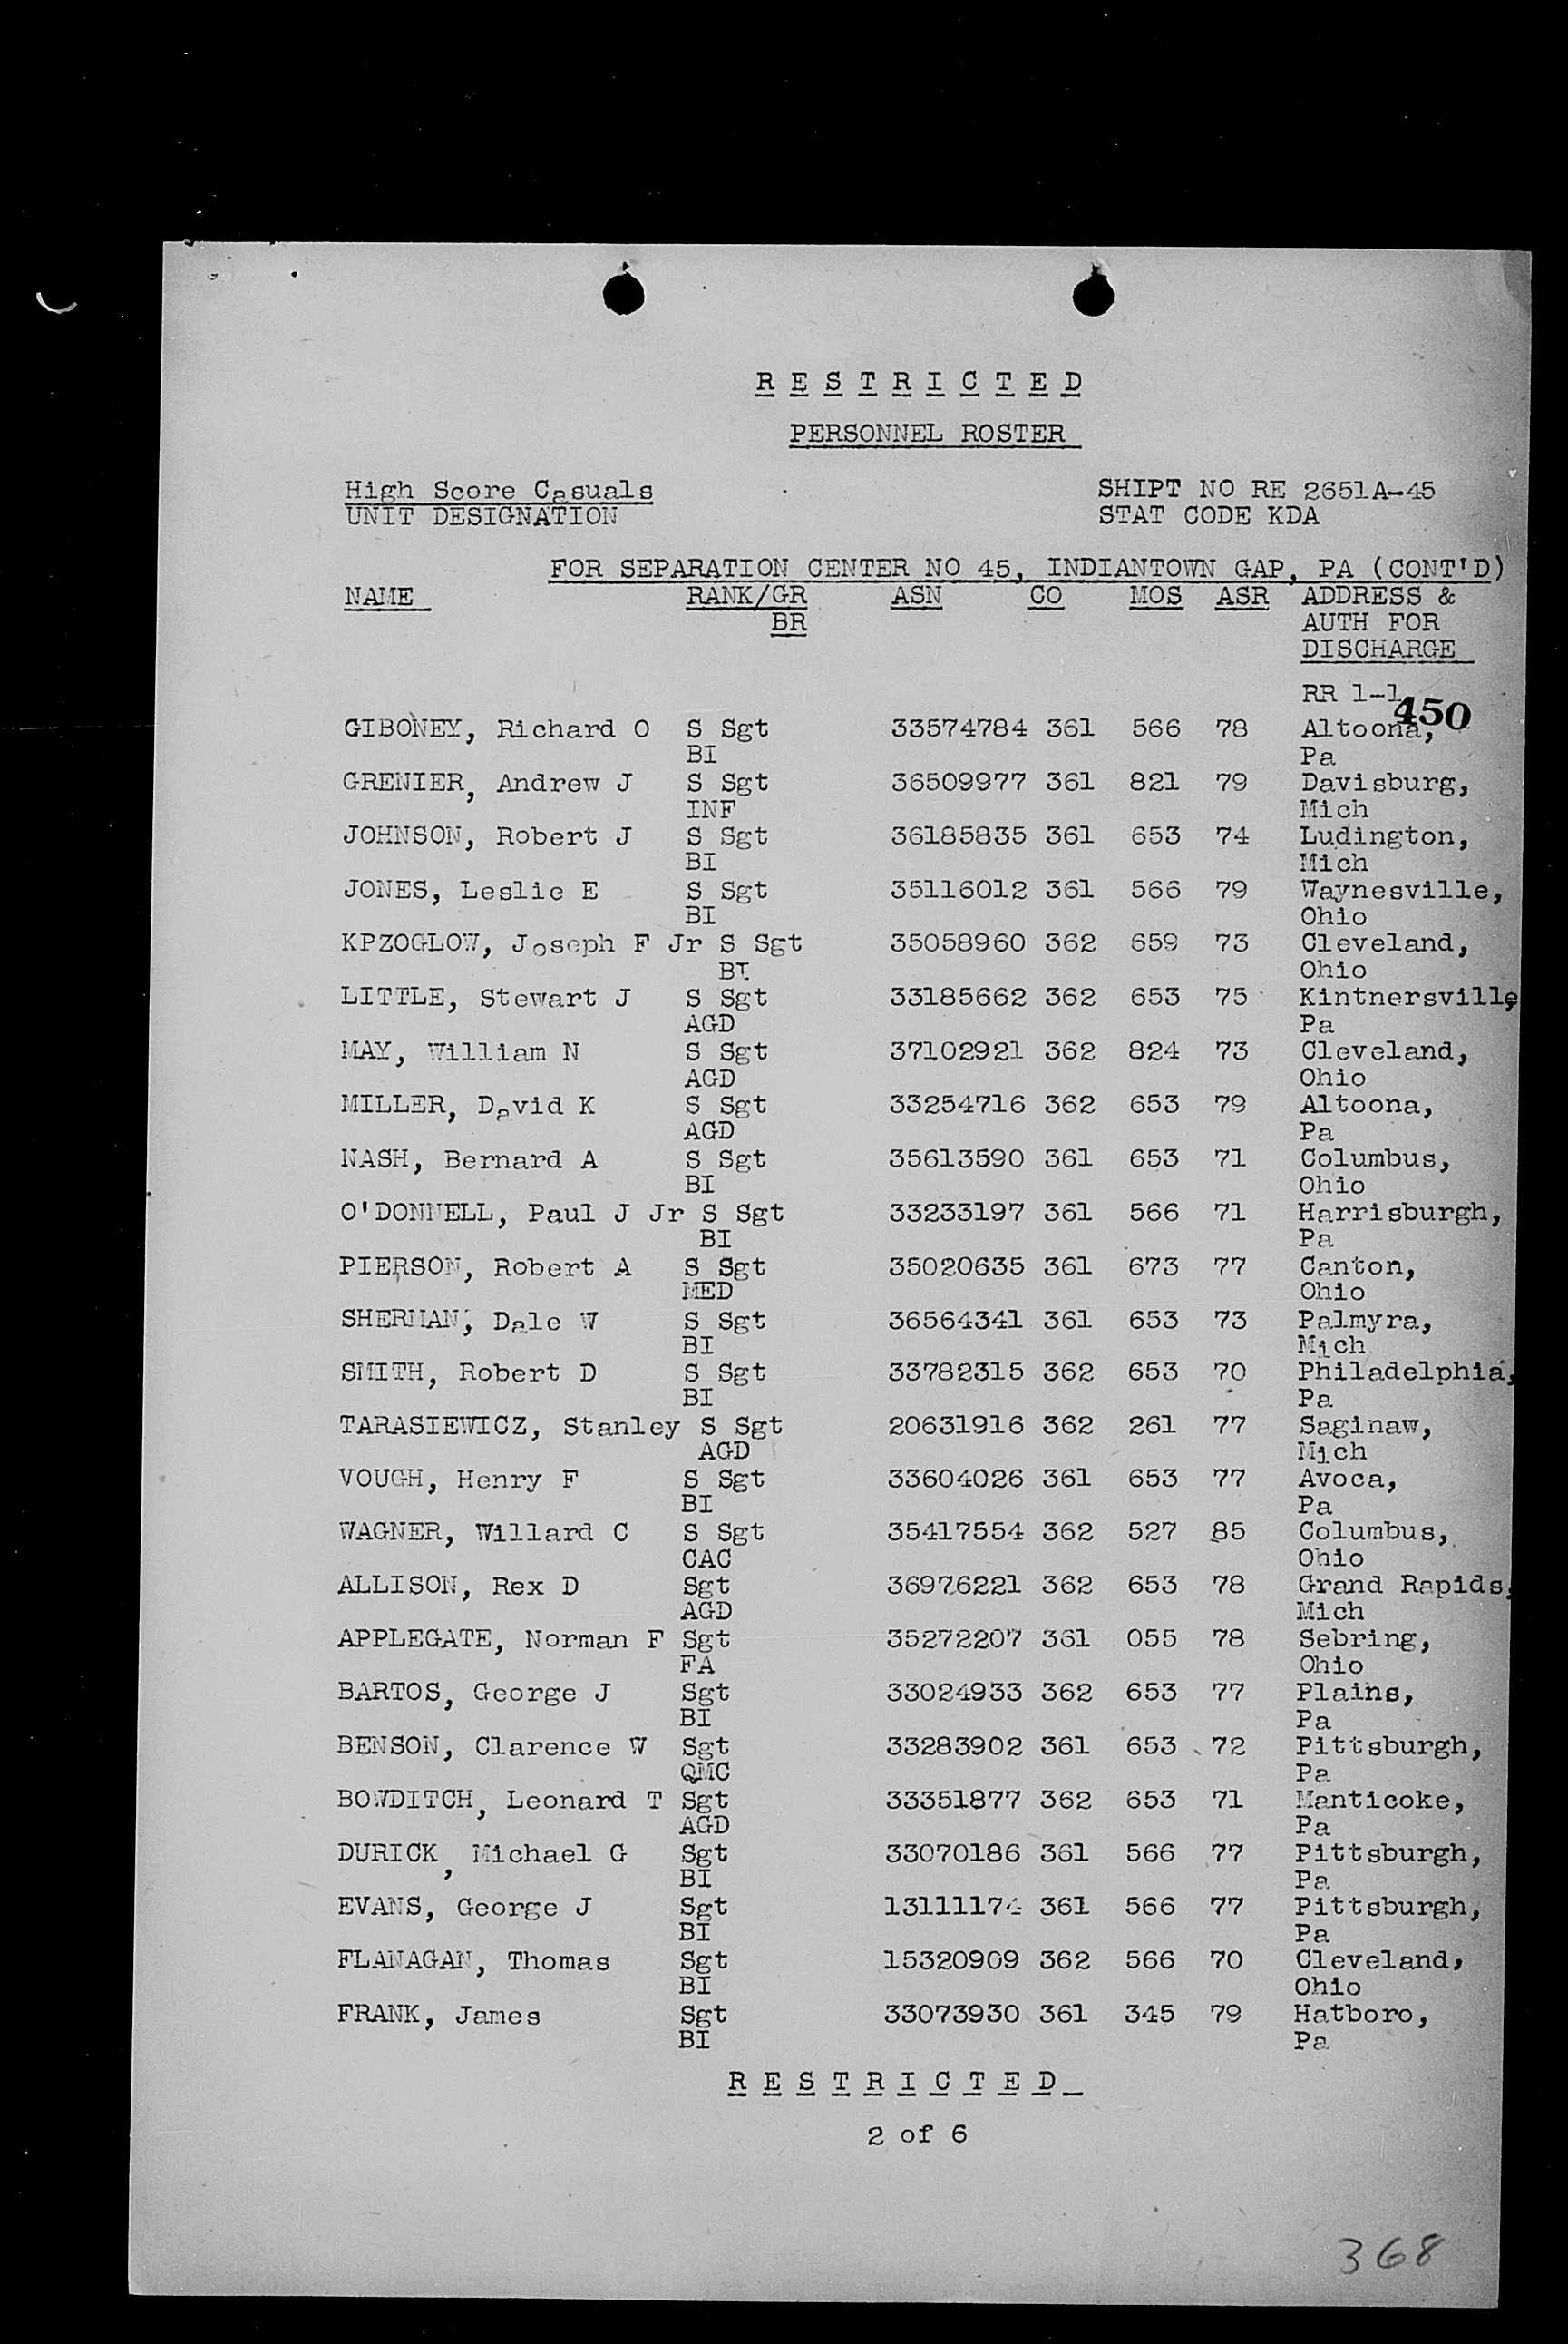 RESTRICTED
PERSONNEL ROSTER
High Score Casuals SHIPT NO RE 2651A-45
UNIT DESIGNATION STAT CODE KDA
FOR SEPARATION CENTER NO 45, INDIANTOWN GAP, PA (CONT'D)
NAME RANK/GR ASN CO MOS ASR ADDRESS &
BR AUTH FOR
DISCHARGE
RR 1-1
450
GIBONEY, Richard O S Sgt 33574784 361 566 78 Altoona,
BI Pa
GRENIER, Andrew J S Sgt 36509977 361 821 79 Davisburg,
INF Mich
JOHNSON, Robert J S Sgt 36185835 361 653 74 Ludington,
BI Mich
JONES, Leslie E S Sgt 35116012 361 566 79 Waynesville,
BI Ohio
KPZOGLOW, Joseph F Jr S Sgt 35058960 362 659 73 Cleveland,
BI Ohio
LITTLE, Stewart J S Sgt 33185662 362 653 75 Kintnersville,
AGD Pa
MAY, William N S Sgt 37102921 362 824 73 Cleveland,
AGD Ohio
MILLER, David K S Sgt 33254716 362 653 79 Altoona,
AGD Pa
NASH, Bernard A S Sgt 35613590 361 653 71 Columbus,
BI Ohio
O'DONNELL, Paul J Jr S Sgt 33233197 361 566 71 Harrisburgh,
BI Pa
PIERSON, Robert A S Sgt 35020635 361 673 77 Canton,
MED Ohio
SHERMAN, Dale W S Sgt 36564341 361 653 73 Palmyra,
BI Mich
SMITH, Robert D S Sgt 33782315 362 653 70 Philadelphia,
BI Pa
TARASIEWICZ, Stanley S Sgt 20631916 362 261 77 Saginaw,
AGD Mich
VOUGH, Henry F S Sgt 33604026 361 653 77 Avoca,
BI Pa
WAGNER, Willard C S Sgt 35417554 362 527 85 Columbus,
CAC Ohio
ALLISON, Rex D Sgt 36976221 362 653 78 Grand Rapids,
AGD Mich
APPLEGATE, Norman F Sgt 35272207 361 055 78 Sebring,
FA Ohio
BARTOS, George J Sgt 33024933 362 653 77 Plains,
BI Pa
BENSON, Clarence W Sgt 33283902 361 653 72 Pittsburgh,
QMC Pa
BOWDITCH, Leonard T Sgt 33351877 362 653 71 Nanticoke,
AGD Pa
DURICK, Michael G Sgt 33070186 361 566 77 Pittsburgh,
BI Pa
EVANS, George J Sgt 13111174 361 566 77 Pittsburgh,
BI Pa
FLANAGAN, Thomas Sgt 15320909 362 566 70 Cleveland,
BI Ohio
FRANK, James Sgt 33073930 361 345 79 Hatboro,
BI Pa
RESTRICTED
2 of 6
368